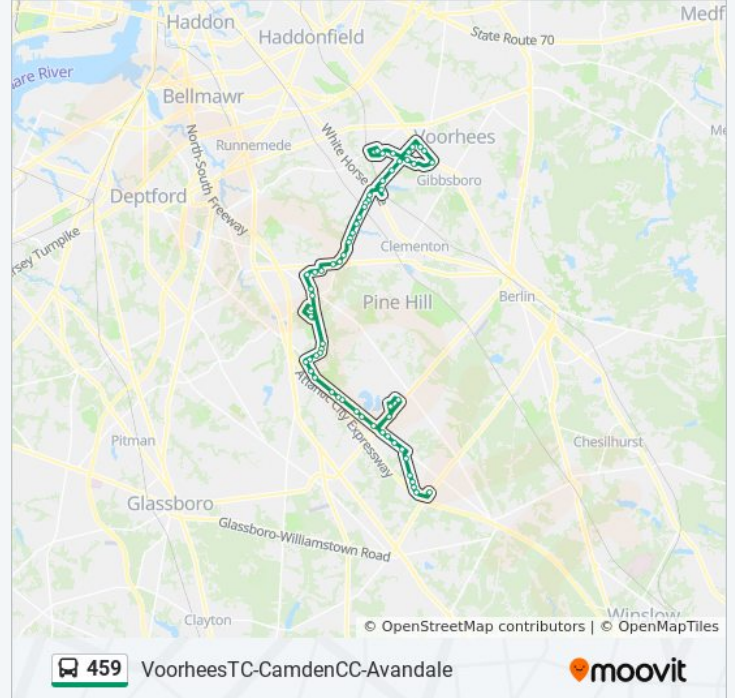 Haddon
Medf
State Route 70
Haddonfield
are River
Bellmawr
Voorhees
Me
Runnemede
White Horse
North-South Freeway
Gibbsboro
Deptford
rsey Turnpike
Clementon
Berlin
Pine Hill
Atlantic City Expressway
Pitman
Chesilhurst
Glassboro
Glassboro-Williamstown Road
Winslow
Clayton
© OpenStreetMap contributors | © OpenMapTiles
459 VoorheesTC-CamdenCC-Avandale
moovit